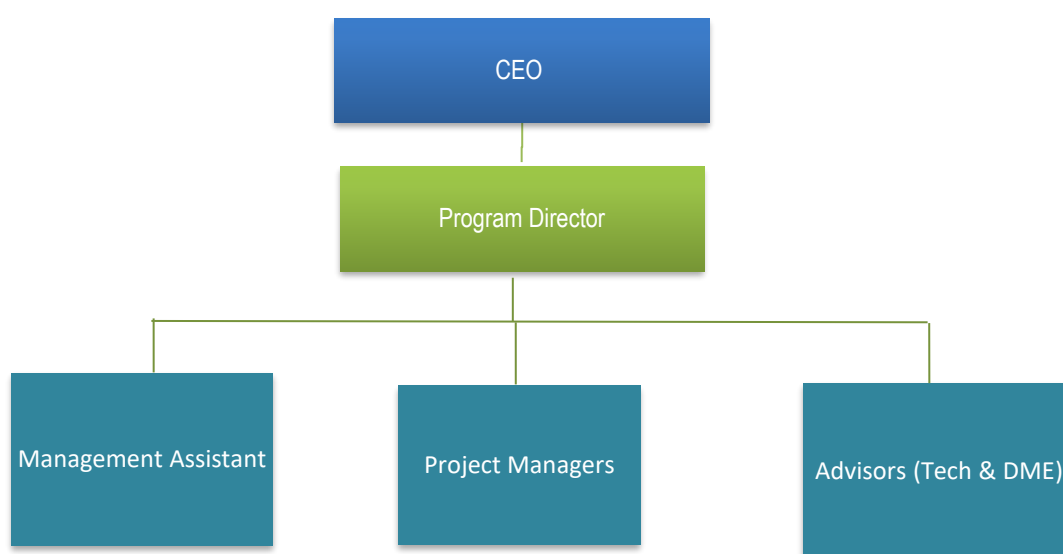 CEO
Program Director
Management Assistant
Project Managers
Advisors (Tech & DME)